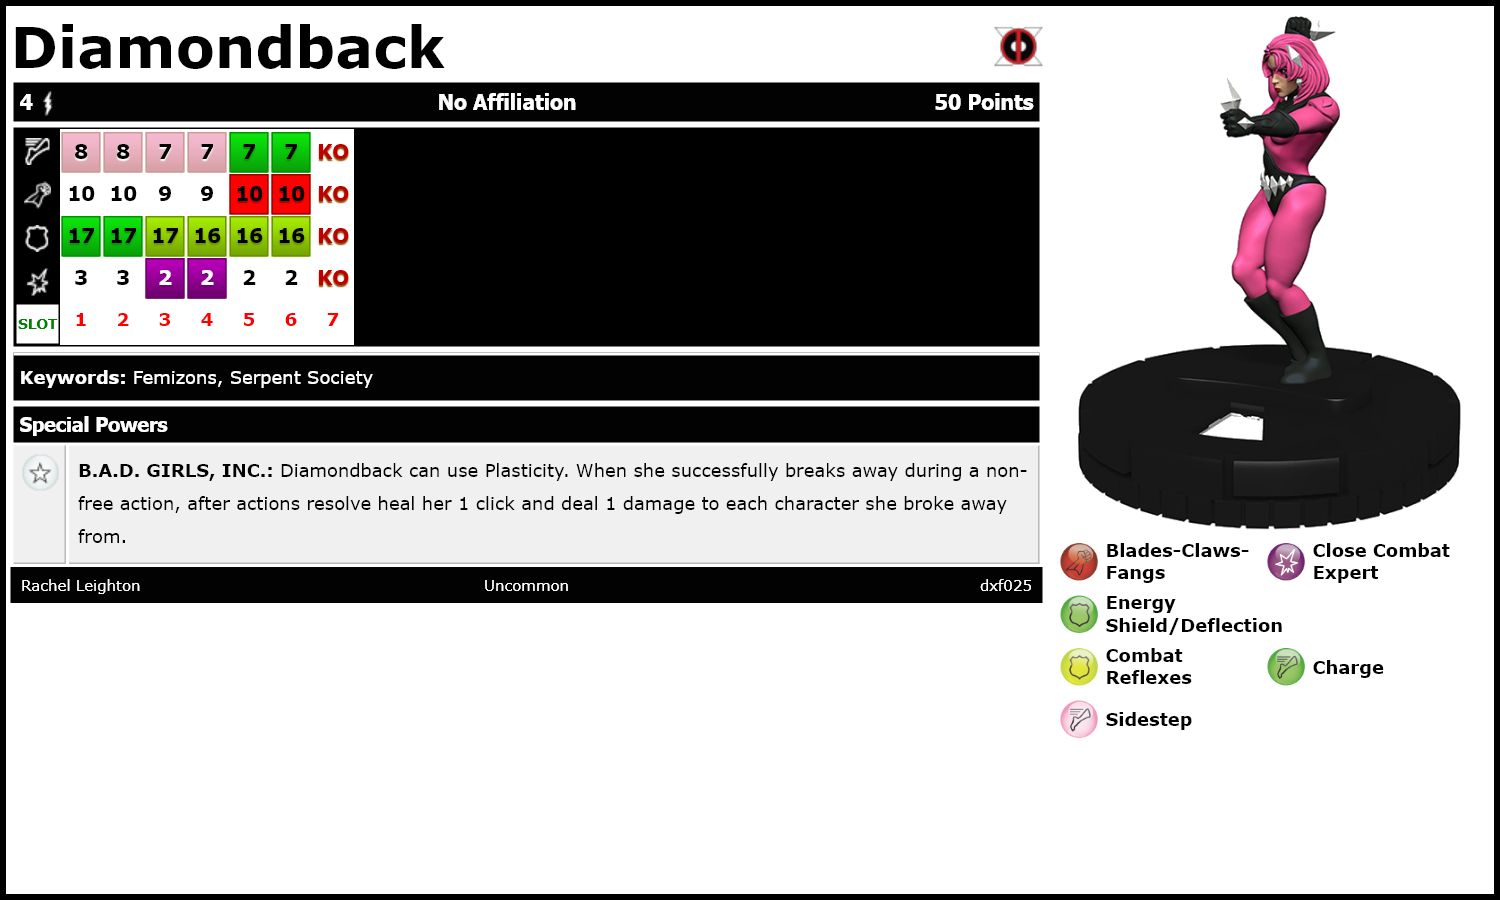 Diamondback
4 No Affiliation 50 Points
8 8 7 7 7 7 KO
10 10 9 9 10 10 KO
17 17 17 16 16 16 KO
3 3 2 2 2 2 KO
SLOT 1 2 3 4 5 6 7
Keywords: Femizons, Serpent Society
Special Powers
B.A.D. GIRLS, INC.: Diamondback can use Plasticity. When she successfully breaks away during a non-
free action, after actions resolve heal her 1 click and deal 1 damage to each character she broke away
from.
Rachel Leighton Uncommon dxf025
Blades-Claws-
Fangs
Close Combat
Expert
Energy
Shield/Deflection
Combat
Reflexes
Charge
Sidestep